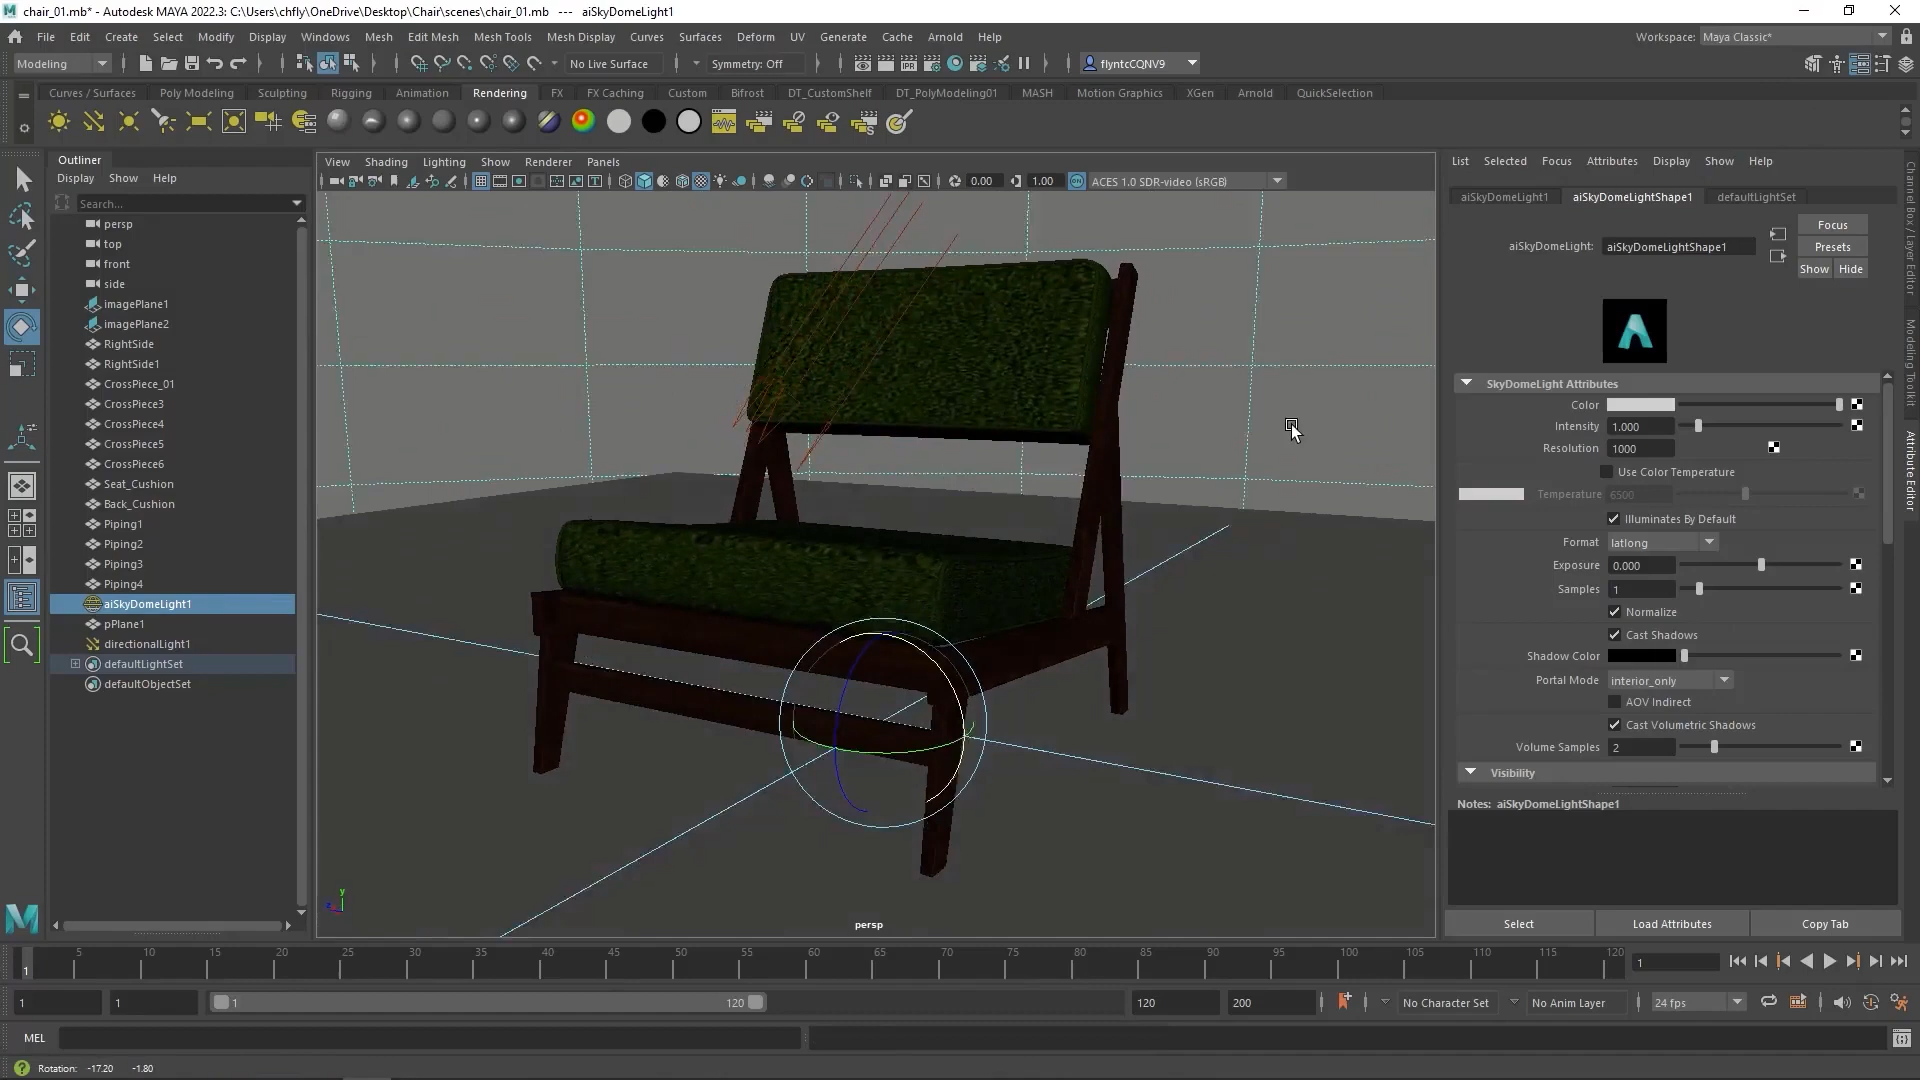 chair_01.mb* - Autodesk MAYA 2022.3: C:\Users\chfly\OneDrive\Desktop\Chair\scenes\chair_01.mb   ---   aiSkyDomeLight1
File Edit Create Select Modify Display Windows Mesh Edit Mesh Mesh Tools Mesh Display Curves Surfaces Deform UV Generate Cache Arnold Help
Workspace: Maya Classic*
Modeling
No Live Surface
Symmetry: Off
flyntcCQNV9
Curves / Surfaces Poly Modeling Sculpting Rigging Animation Rendering FX FX Caching Custom Bifrost DT_CustomShelf DT_PolyModeling01 MASH Motion Graphics XGen Arnold QuickSelection
Outliner
Display Show Help
Search...
persp
top
front
side
imagePlane1
imagePlane2
RightSide
RightSide1
CrossPiece_01
CrossPiece3
CrossPiece4
CrossPiece5
CrossPiece6
Seat_Cushion
Back_Cushion
Piping1
Piping2
Piping3
Piping4
aiSkyDomeLight1
pPlane1
directionalLight1
defaultLightSet
defaultObjectSet
View Shading Lighting Show Renderer Panels
0.00 1.00 ACES 1.0 SDR-video (sRGB)
y
z
persp
List Selected Focus Attributes Display Show Help
aiSkyDomeLight1 aiSkyDomeLightShape1 defaultLightSet
aiSkyDomeLight: aiSkyDomeLightShape1
Focus
Presets
Show Hide
SkyDomeLight Attributes
Color
Intensity 1.000
Resolution 1000
Use Color Temperature
Temperature 6500
Illuminates By Default
Format latlong
Exposure 0.000
Samples 1
Normalize
Cast Shadows
Shadow Color
Portal Mode interior_only
AOV Indirect
Cast Volumetric Shadows
Volume Samples 2
Visibility
Notes: aiSkyDomeLightShape1
Select Load Attributes Copy Tab
Channel Box / Layer Editor
Modeling Toolkit
Attribute Editor
5 10 15 20 25 30 35 40 45 50 55 60 65 70 75 80 85 90 95 100 105 110 115 120
1
1
1 1 1 120 120 200
No Character Set
No Anim Layer
24 fps
MEL
Rotation: -17.20 -1.80